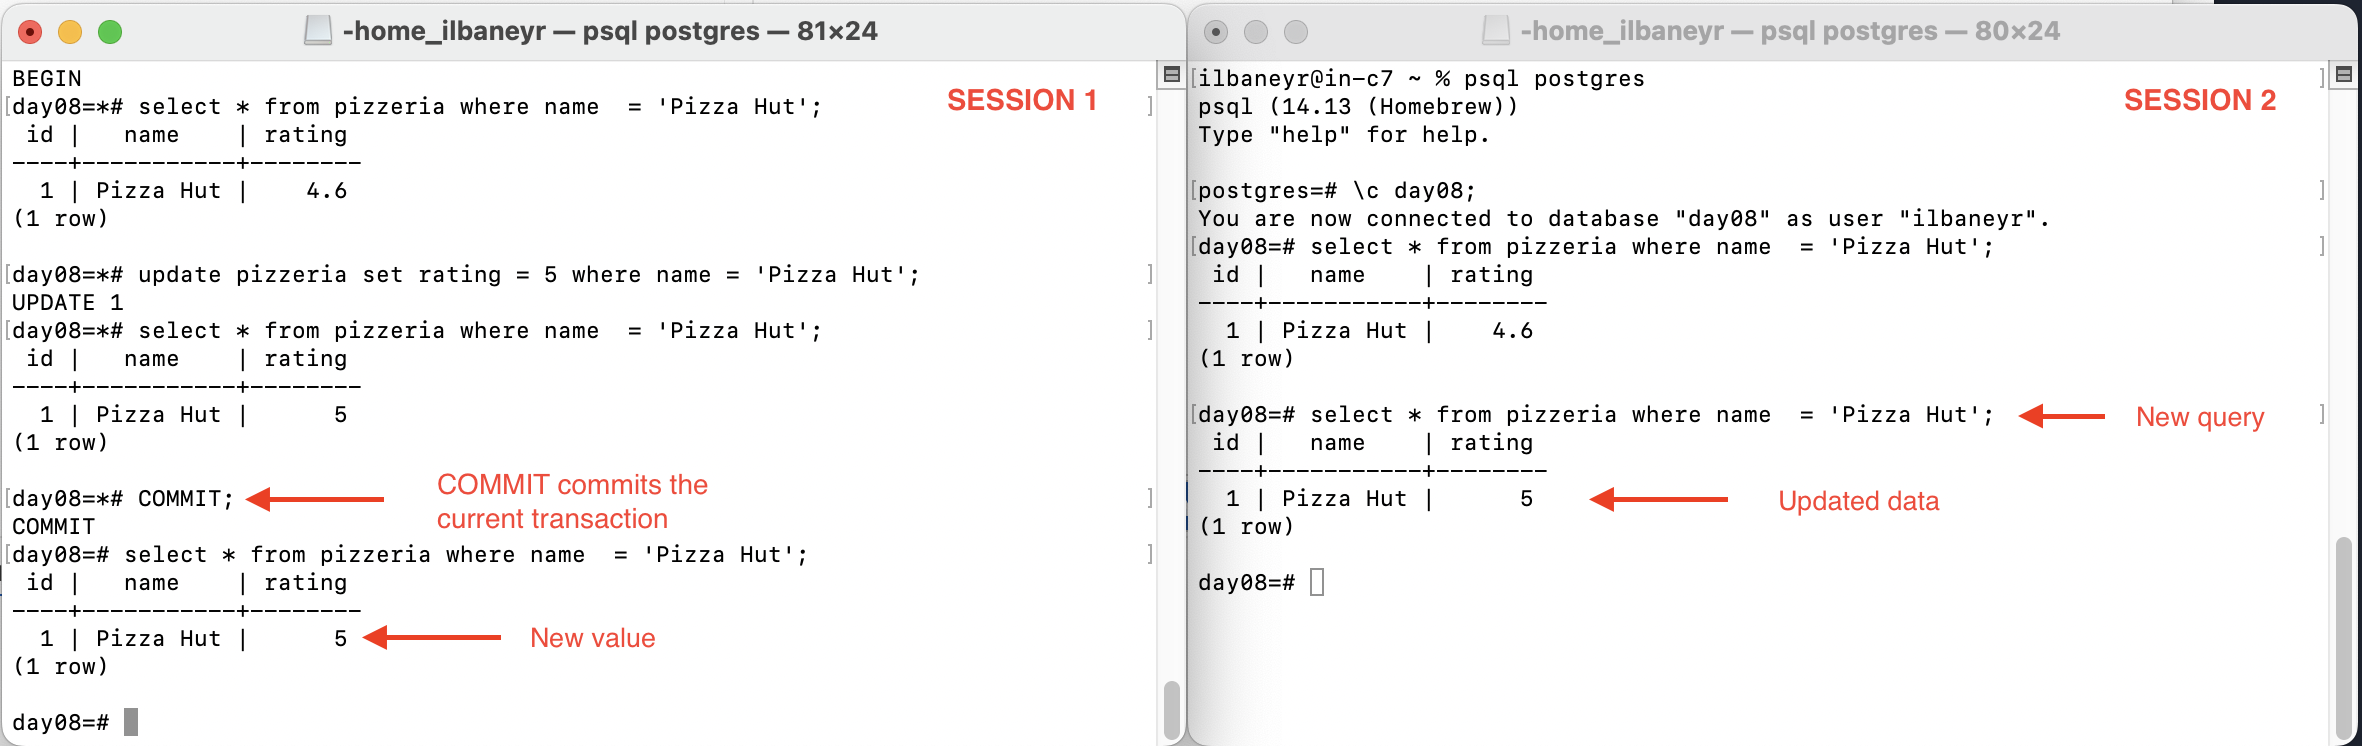 -home_ilbaneyr — psql postgres — 81×24
BEGIN
day08=*# select * from pizzeria where name  = 'Pizza Hut';
SESSION 1
 id |   name    | rating
----+-----------+--------
  1 | Pizza Hut |    4.6
(1 row)
day08=*# update pizzeria set rating = 5 where name = 'Pizza Hut';
UPDATE 1
day08=*# select * from pizzeria where name  = 'Pizza Hut';
 id |   name    | rating
----+-----------+--------
  1 | Pizza Hut |      5
(1 row)
day08=*# COMMIT;
COMMIT commits the
current transaction
COMMIT
day08=# select * from pizzeria where name  = 'Pizza Hut';
 id |   name    | rating
----+-----------+--------
  1 | Pizza Hut |      5
New value
(1 row)
day08=#
-home_ilbaneyr — psql postgres — 80×24
ilbaneyr@in-c7 ~ % psql postgres
psql (14.13 (Homebrew))
SESSION 2
Type "help" for help.
postgres=# \c day08;
You are now connected to database "day08" as user "ilbaneyr".
day08=# select * from pizzeria where name  = 'Pizza Hut';
 id |   name    | rating
----+-----------+--------
  1 | Pizza Hut |    4.6
(1 row)
day08=# select * from pizzeria where name  = 'Pizza Hut';
New query
 id |   name    | rating
----+-----------+--------
  1 | Pizza Hut |      5
Updated data
(1 row)
day08=#